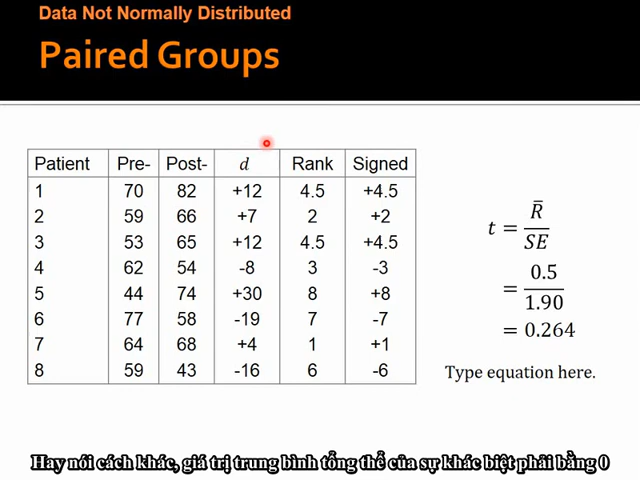 Data Not Normally Distributed
Paired Groups
Patient Pre- Post- d Rank Signed
1 70 82 +12 4.5 +4.5
2 59 66 +7 2 +2
3 53 65 +12 4.5 +4.5
4 62 54 -8 3 -3
5 44 74 +30 8 +8
6 77 58 -19 7 -7
7 64 68 +4 1 +1
8 59 43 -16 6 -6
t = R̄ / SE
= 0.5 / 1.90
= 0.264
Type equation here.
Hay nói cách khác, giá trị trung bình tổng thể của sự khác biệt phải bằng 0